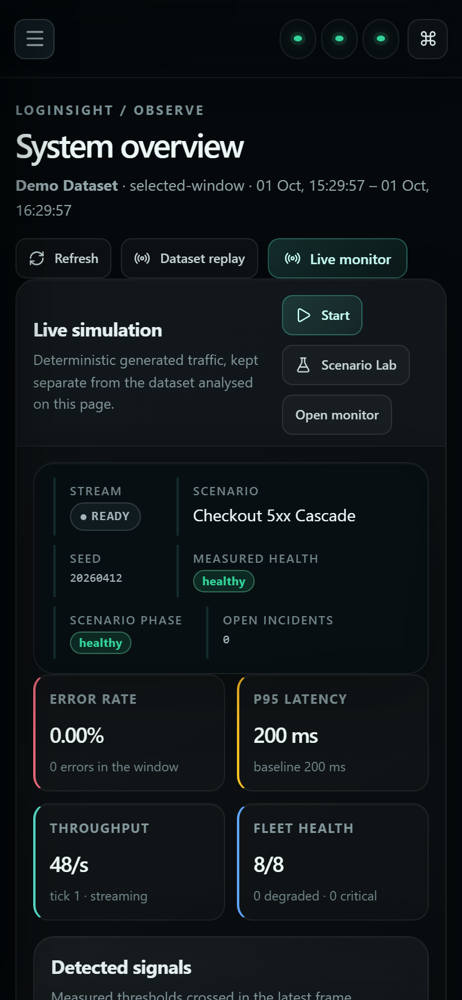 LOGINSIGHT / OBSERVE
System overview
Demo Dataset · selected-window · 01 Oct, 15:29:57 – 01 Oct,
16:29:57
Refresh
Dataset replay
Live monitor
Live simulation
Deterministic generated traffic, kept
separate from the dataset analysed
on this page.
Start
Scenario Lab
Open monitor
STREAM
READY
SCENARIO
Checkout 5xx Cascade
SEED
20260412
MEASURED HEALTH
healthy
SCENARIO PHASE
healthy
OPEN INCIDENTS
0
ERROR RATE
0.00%
0 errors in the window
P95 LATENCY
200 ms
baseline 200 ms
THROUGHPUT
48/s
tick 1 · streaming
FLEET HEALTH
8/8
0 degraded · 0 critical
Detected signals
Measured thresholds crossed in the latest frame